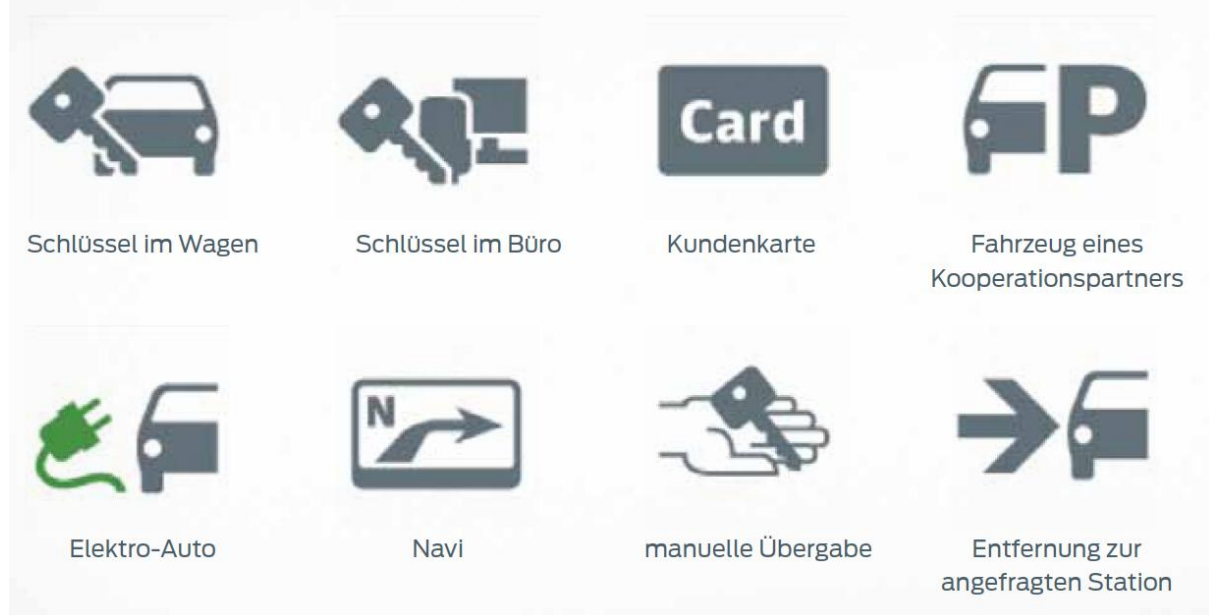 Card
P
Schlüssel im Wagen
Schlüssel im Büro
Kundenkarte
Fahrzeug eines
Kooperationspartners
N
Elektro-Auto
Navi
manuelle Übergabe
Entfernung zur
angefragten Station